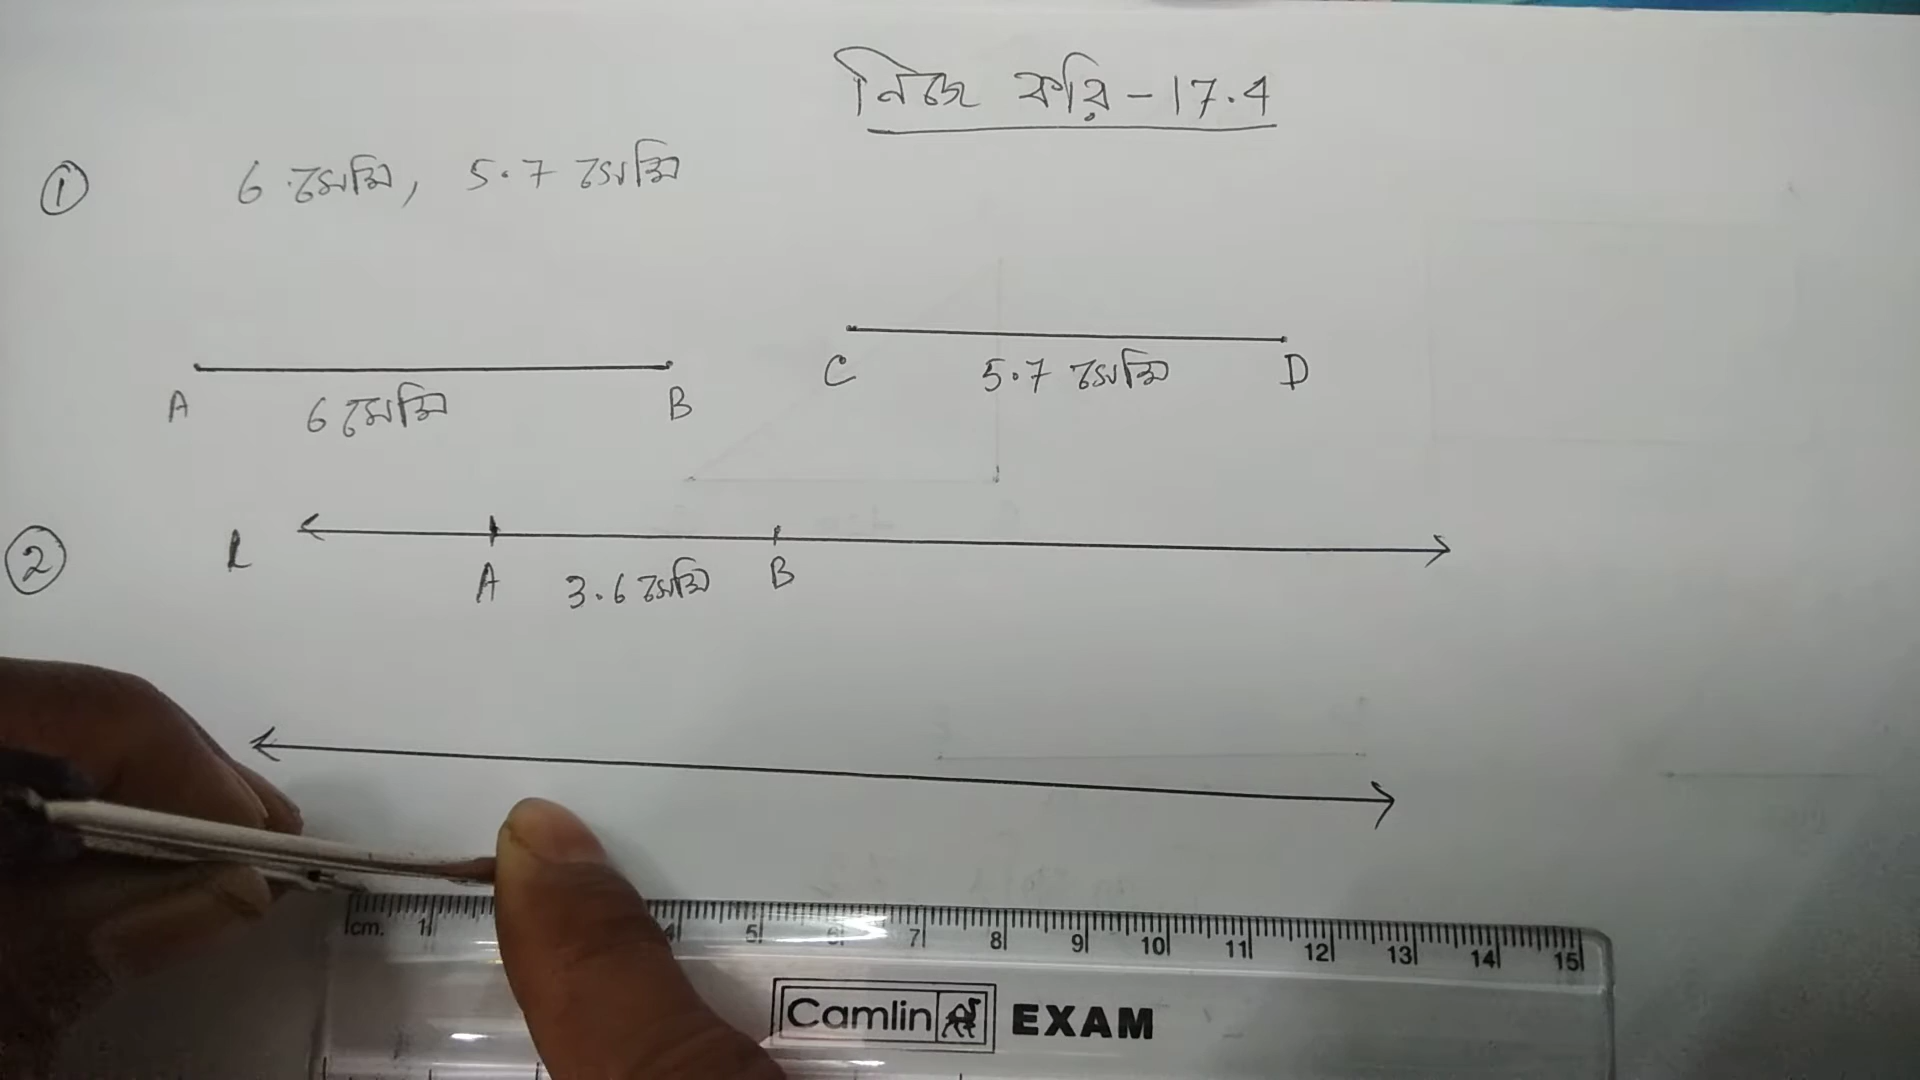 নিজে করি - 17.4
① 6 সেমি, 5.7 সেমি
A 6 সেমি B
C 5.7 সেমি D
② L A 3.6 সেমি B
cm. 1 4 5 6 7 8 9 10 11 12 13 14 15
Camlin EXAM